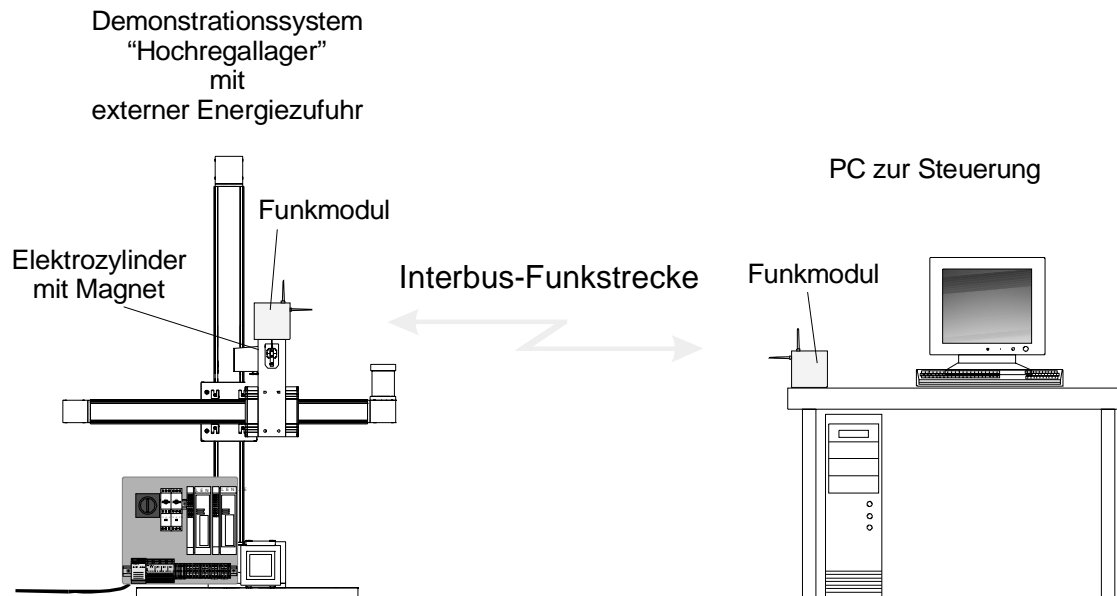 Demonstrationssystem
“Hochregallager”
mit
externer Energiezufuhr
PC zur Steuerung
Funkmodul
Elektrozylinder
mit Magnet
Interbus-Funkstrecke
Funkmodul